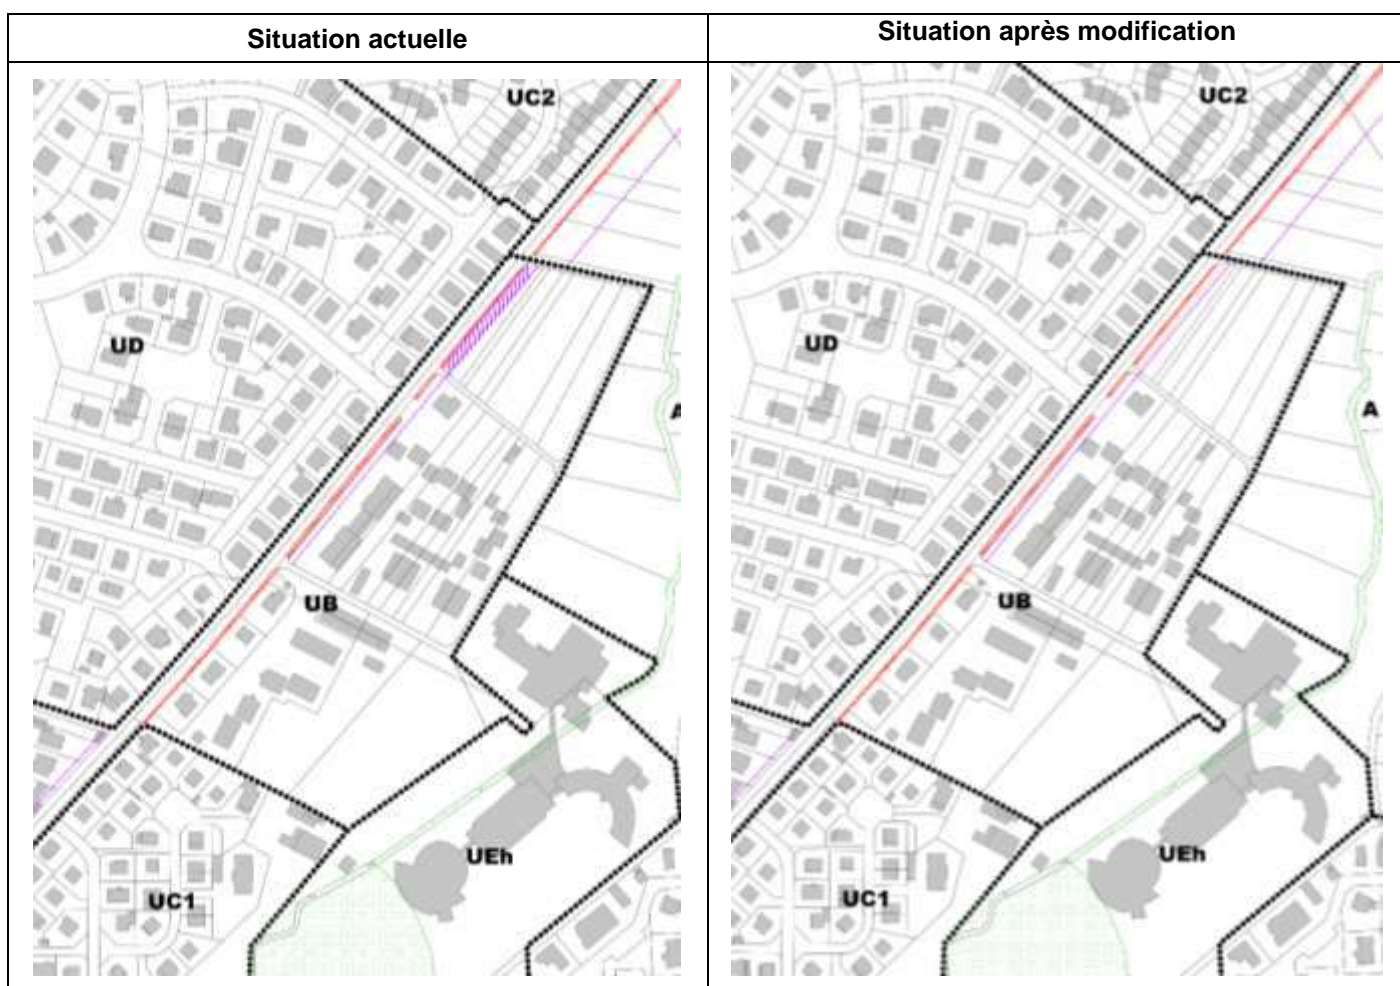 Situation actuelle
Situation après modification
UC2
UD
A
UB
UEh
UC1
UC2
UD
A
UB
UEh
UC1